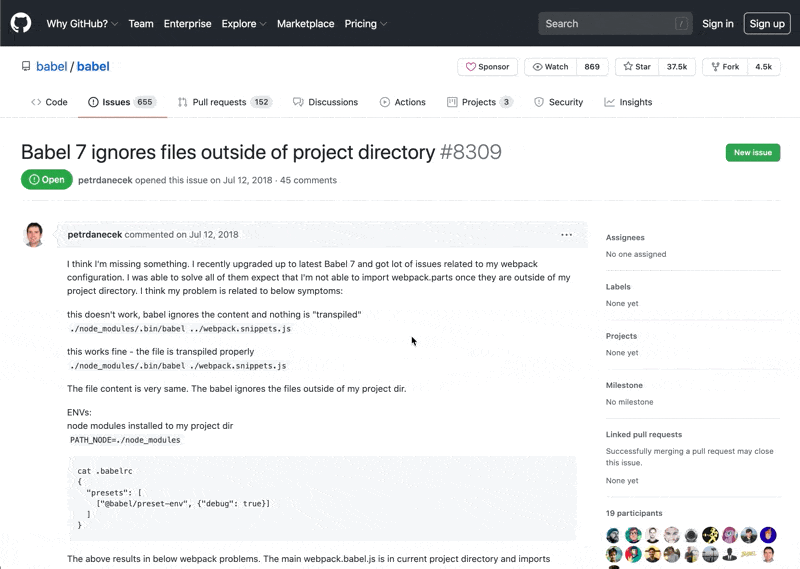 Why GitHub? Team Enterprise Explore Marketplace Pricing Search / Sign in Sign up
babel / babel Sponsor Watch 869 Star 37.5k Fork 4.5k
Code Issues 655 Pull requests 152 Discussions Actions Projects 3 Security Insights
Babel 7 ignores files outside of project directory #8309
New issue
Open petrdanecek opened this issue on Jul 12, 2018 · 45 comments
petrdanecek commented on Jul 12, 2018
I think I'm missing something. I recently upgraded up to latest Babel 7 and got lot of issues related to my webpack
configuration. I was able to solve all of them expect that I'm not able to import webpack.parts once they are outside of my
project directory. I think my problem is related to below symptoms:
this doesn't work, babel ignores the content and nothing is "transpiled"
./node_modules/.bin/babel ../webpack.snippets.js
this works fine - the file is transpiled properly
./node_modules/.bin/babel ./webpack.snippets.js
The file content is very same. The babel ignores the files outside of my project dir.
ENVs:
node modules installed to my project dir
PATH_NODE=./node_modules
cat .babelrc
{
"presets": [
["@babel/preset-env", {"debug": true}]
]
}
The above results in below webpack problems. The main webpack.babel.js is in current project directory and imports
Assignees
No one assigned
Labels
None yet
Projects
None yet
Milestone
No milestone
Linked pull requests
Successfully merging a pull request may close
this issue.
None yet
19 participants